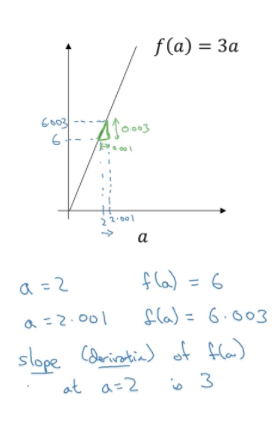 f(a) = 3a
6.003
0.003
6
0.001
2 2.001
a
a = 2 f(a) = 6
a = 2.001 f(a) = 6.003
slope (derivative) of f(a)
at a=2 is 3